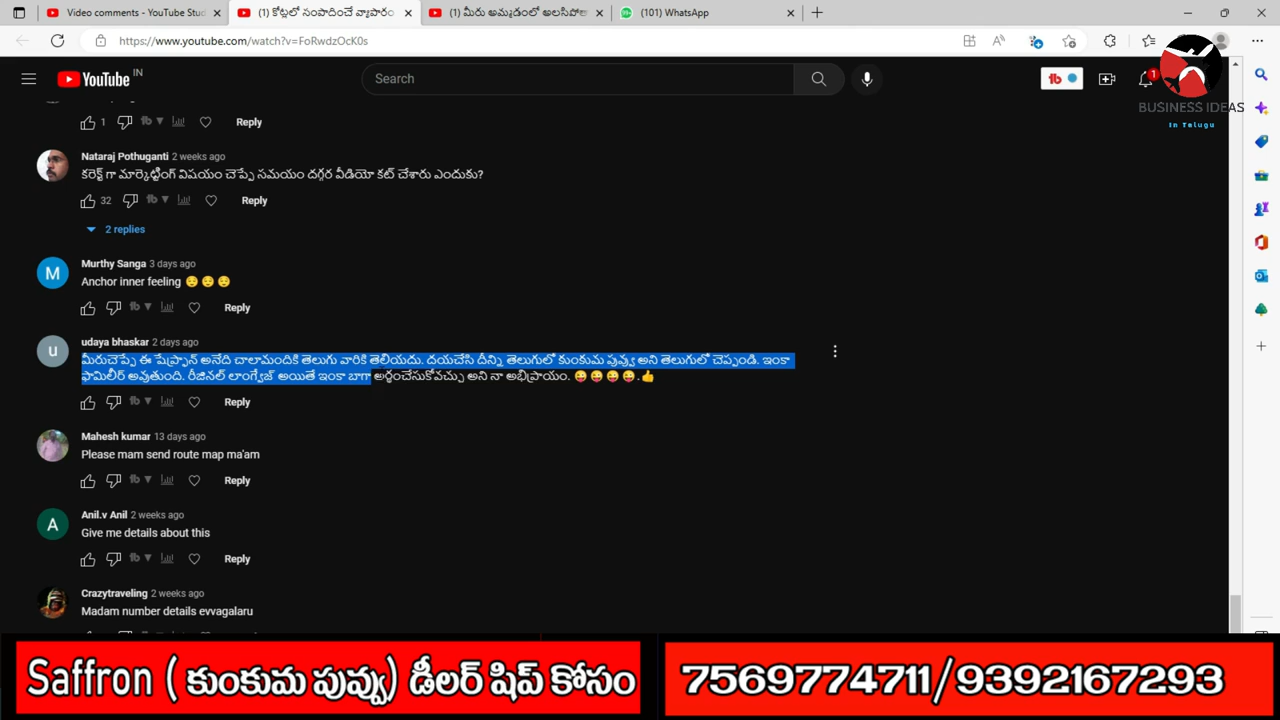 Video comments - YouTube Stud
(1) కోట్లలో సంపాదించే వ్యాపారం
(1) మీరు అమ్మడంలో అలసిపోతా
(101) WhatsApp
https://www.youtube.com/watch?v=FoRwdzOcK0s
YouTube IN
Search
1
BUSINESS IDEAS
In Telugu
1 Reply
Nataraj Pothuganti 2 weeks ago
కరెక్ట్ గా మార్కెట్టింగ్ విషయం చెప్పే సమయం దగ్గర వీడియో కట్ చేశారు ఎందుకు?
32 Reply
2 replies
M
Murthy Sanga 3 days ago
Anchor inner feeling 😌😌😌
Reply
u
udaya bhaskar 2 days ago
మీరుచెప్పే ఈ షేఫ్రాన్ అనేది చాలామందికి తెలుగు వారికి తెలియదు. దయచేసి దీన్ని తెలుగులో కుంకుమ పువ్వు అని తెలుగులో చెప్పండి. ఇంకా
ఫామిలీర్ అవుతుంది. రీజినల్ లాంగ్వేజ్ అయితే ఇంకా బాగా అర్థంచేసుకోవచ్చు అని నా అభిప్రాయం. 😜😜😜😜.👍
Reply
Mahesh kumar 13 days ago
Please mam send route map ma'am
Reply
A
Anil.v Anil 2 weeks ago
Give me details about this
Reply
Crazytraveling 2 weeks ago
Madam number details evvagalaru
Saffron ( కుంకుమ పువ్వు) డీలర్ షిప్ కోసం
7569774711/9392167293